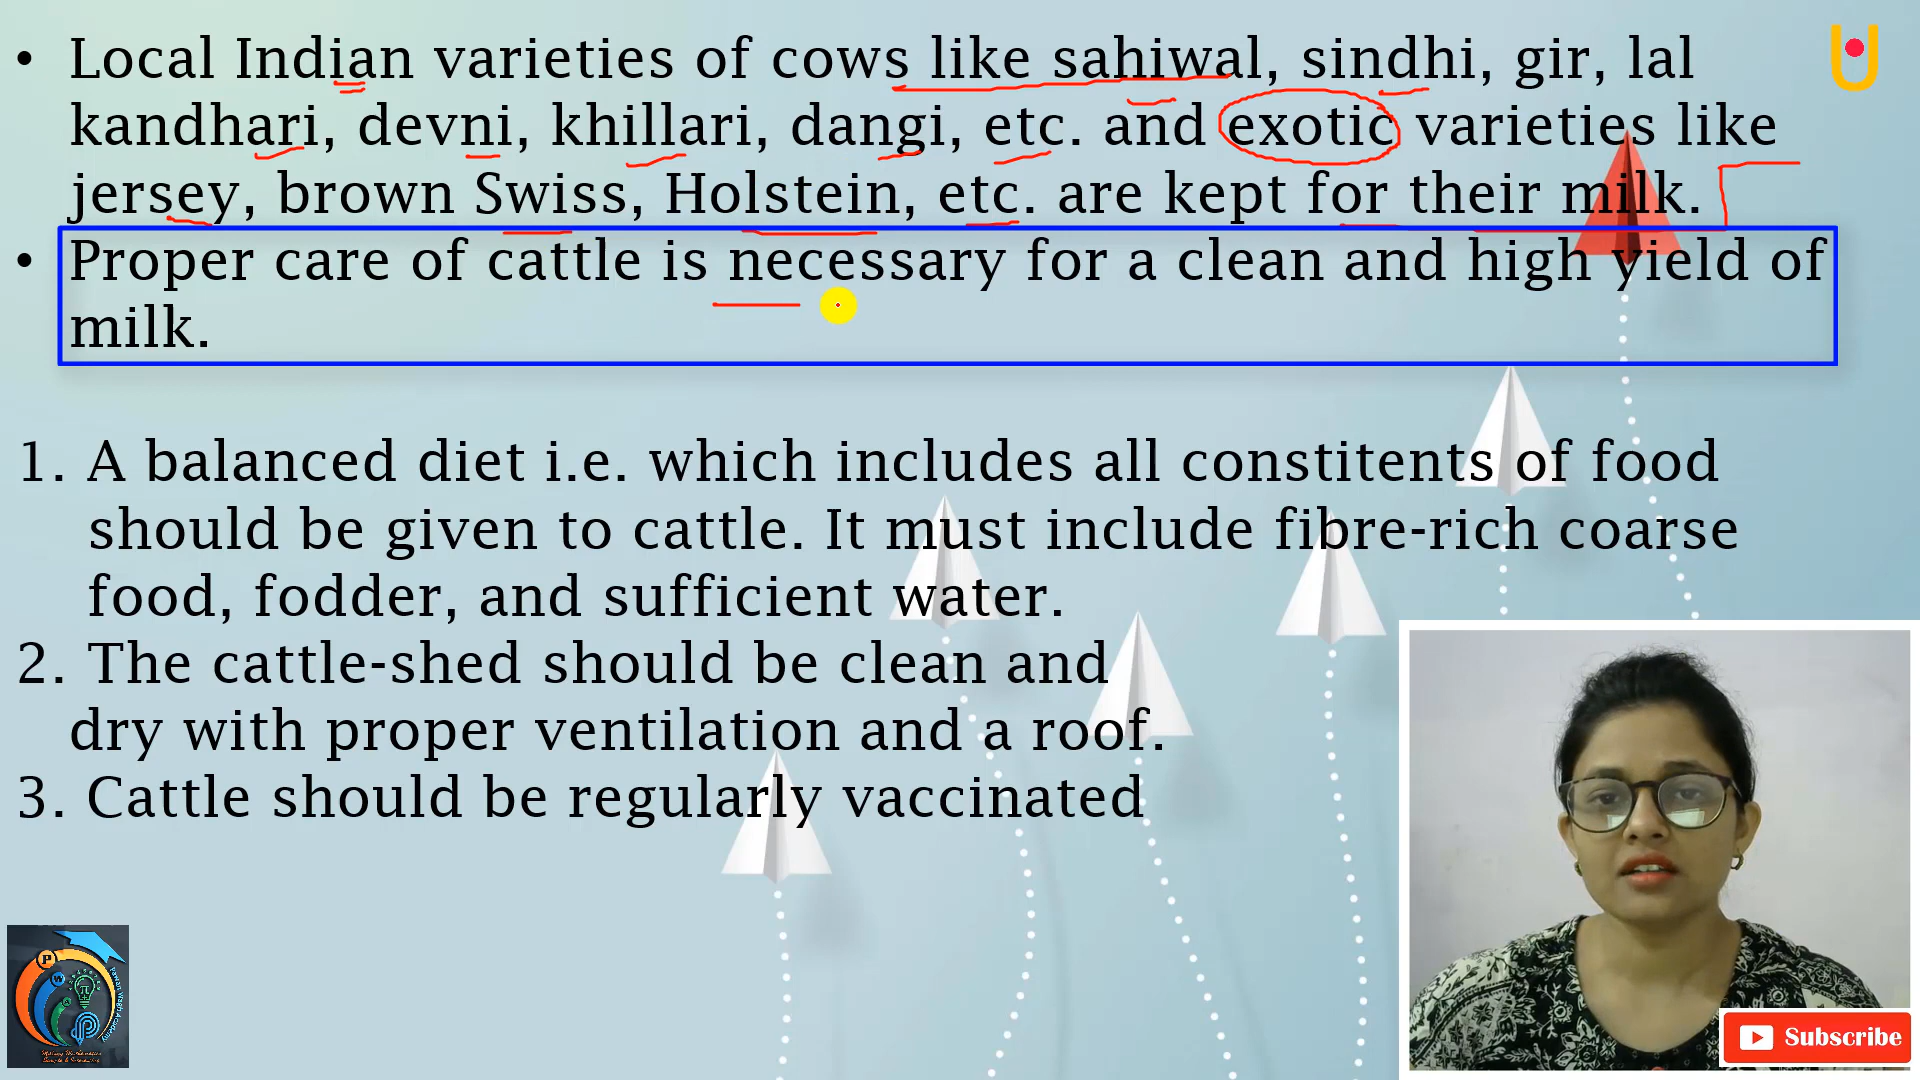 • Local Indian varieties of cows like sahiwal, sindhi, gir, lal
kandhari, devni, khillari, dangi, etc. and exotic varieties like
jersey, brown Swiss, Holstein, etc. are kept for their milk.
• Proper care of cattle is necessary for a clean and high yield of
milk.
1. A balanced diet i.e. which includes all constitents of food
should be given to cattle. It must include fibre-rich coarse
food, fodder, and sufficient water.
2. The cattle-shed should be clean and
dry with proper ventilation and a roof.
3. Cattle should be regularly vaccinated
Subscribe